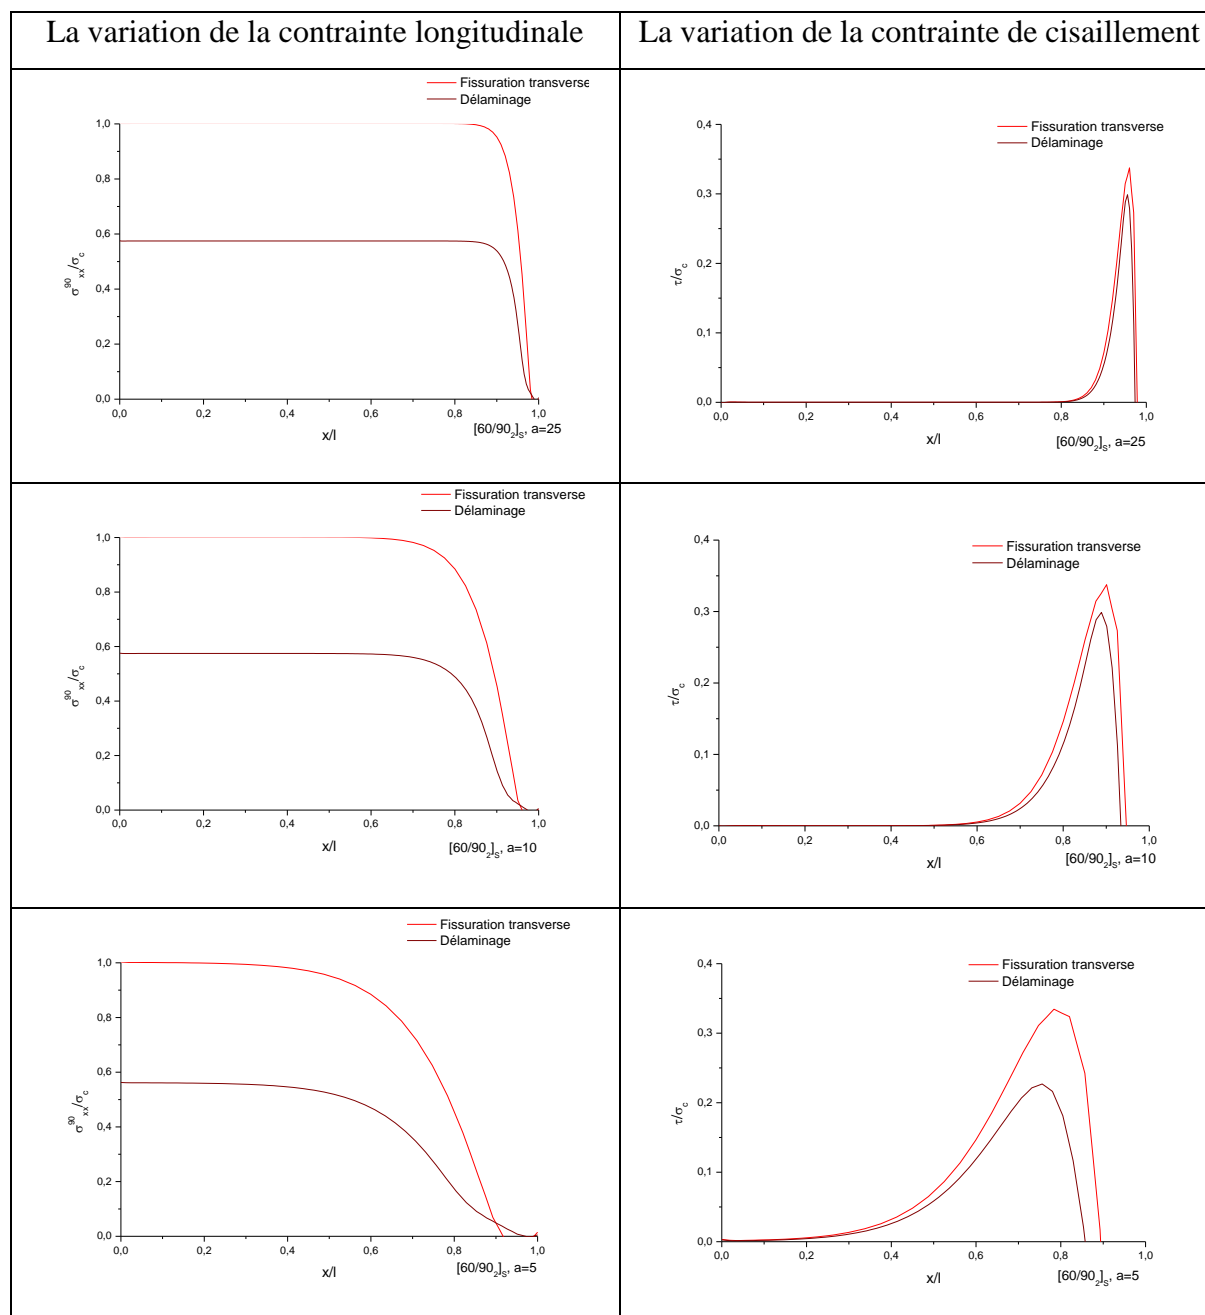 La variation de la contrainte longitudinale
La variation de la contrainte de cisaillement
Fissuration transverse
Délaminage
1,0
0,8
0,6
0,4
0,2
0,0
σ⁹⁰xx/σc
0,0 0,2 0,4 0,6 0,8 1,0
x/l
[60/90₂]S, a=25
Fissuration transverse
Délaminage
0,4
0,3
0,2
0,1
0,0
τ/σc
0,0 0,2 0,4 0,6 0,8 1,0
x/l
[60/90₂]S, a=25
Fissuration transverse
Délaminage
1,0
0,8
0,6
0,4
0,2
0,0
σ⁹⁰xx/σc
0,0 0,2 0,4 0,6 0,8 1,0
x/l
[60/90₂]S, a=10
Fissuration transverse
Délaminage
0,4
0,3
0,2
0,1
0,0
τ/σc
0,0 0,2 0,4 0,6 0,8 1,0
x/l
[60/90₂]S, a=10
Fissuration transverse
Délaminage
1,0
0,8
0,6
0,4
0,2
0,0
σ⁹⁰xx/σc
0,0 0,2 0,4 0,6 0,8 1,0
x/l
[60/90₂]S, a=5
Fissuration transverse
Délaminage
0,4
0,3
0,2
0,1
0,0
τ/σc
0,0 0,2 0,4 0,6 0,8 1,0
x/l
[60/90₂]S, a=5